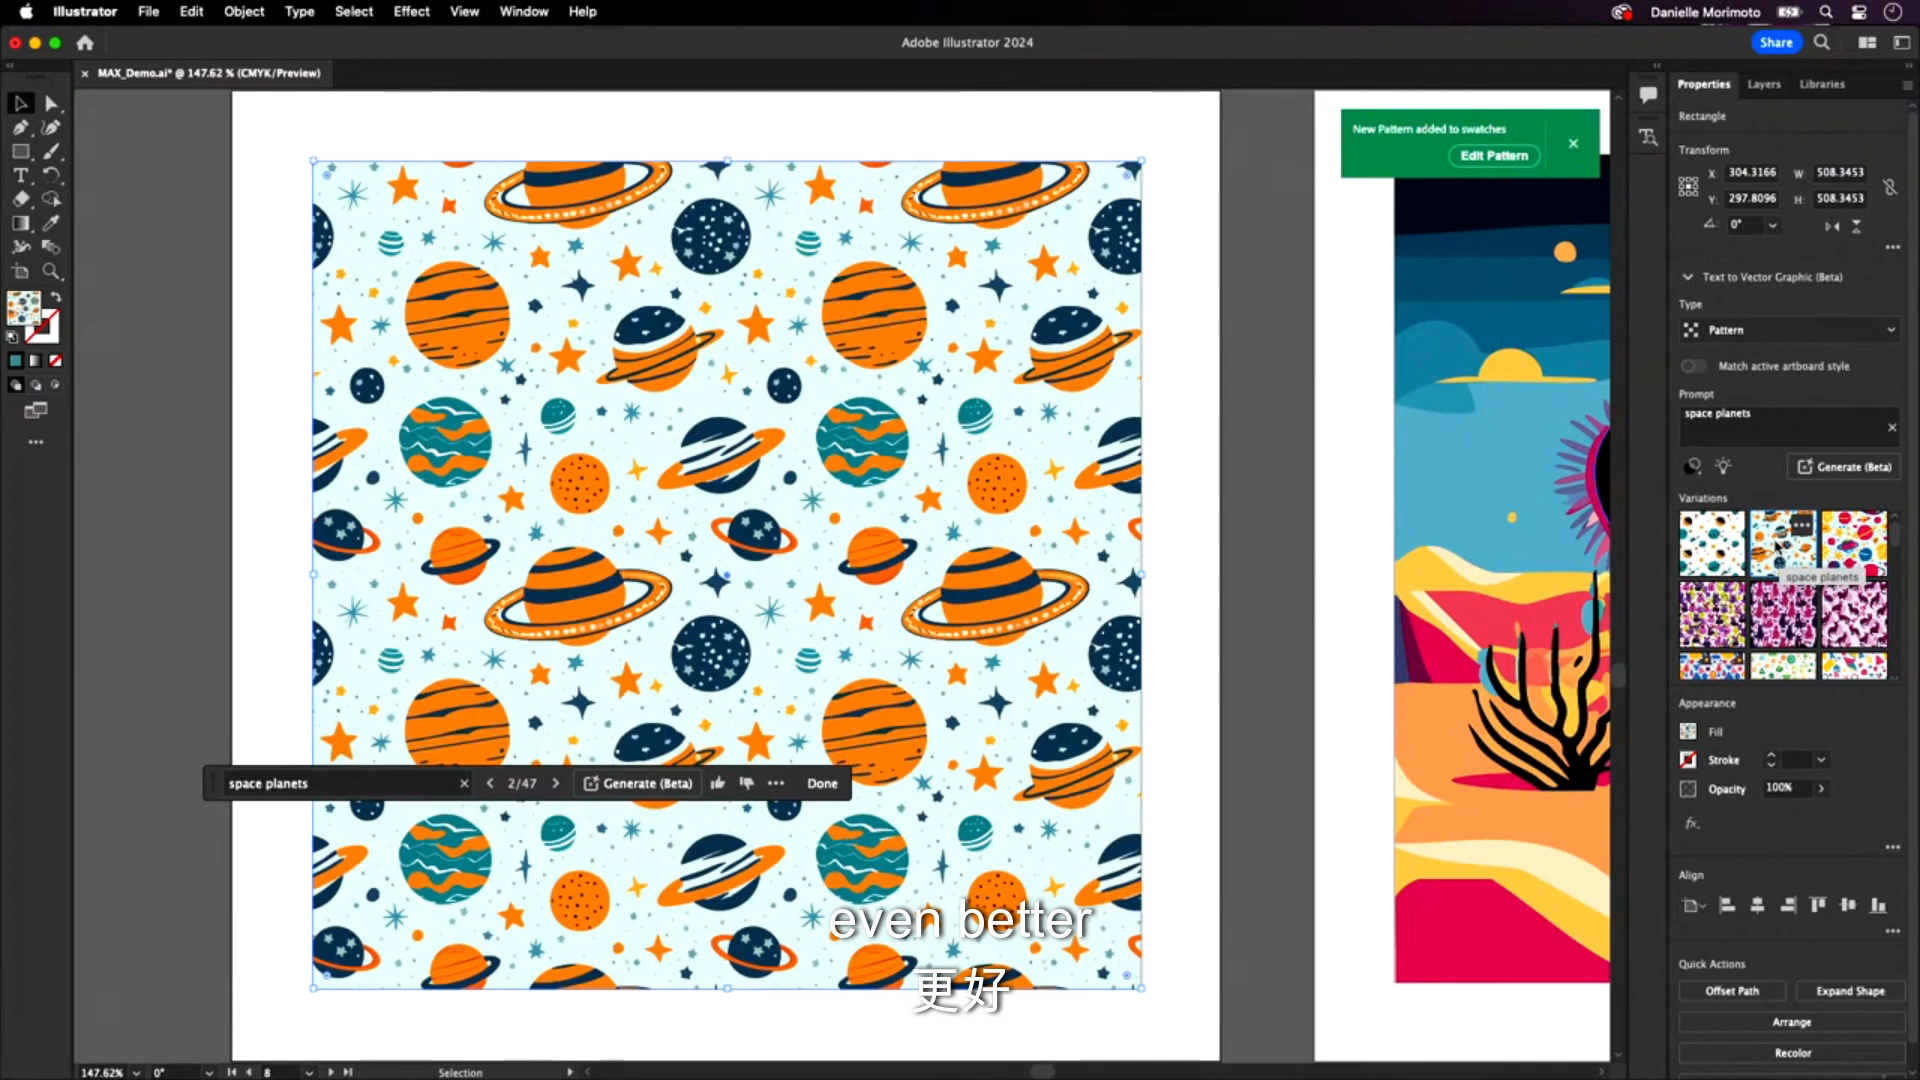 Illustrator File Edit Object Type Select Effect View Window Help
Danielle Morimoto
Adobe Illustrator 2024
Share
× MAX_Demo.ai* @ 147.62 % (CMYK/Preview)
Properties Layers Libraries
Rectangle
New Pattern added to swatches
Edit Pattern
Transform
X: 304.3166 W: 508.3453
Y: 297.8096 H: 508.3453
0°
Text to Vector Graphic (Beta)
Type
Pattern
Match active artboard style
Prompt
space planets
Generate (Beta)
Variations
space planets
Appearance
Fill
Stroke
Opacity 100%
fx.
space planets × 2/47 Generate (Beta) Done
Align
even better
更好
Quick Actions
Offset Path Expand Shape
Arrange
Recolor
147.62% 0° 8 Selection